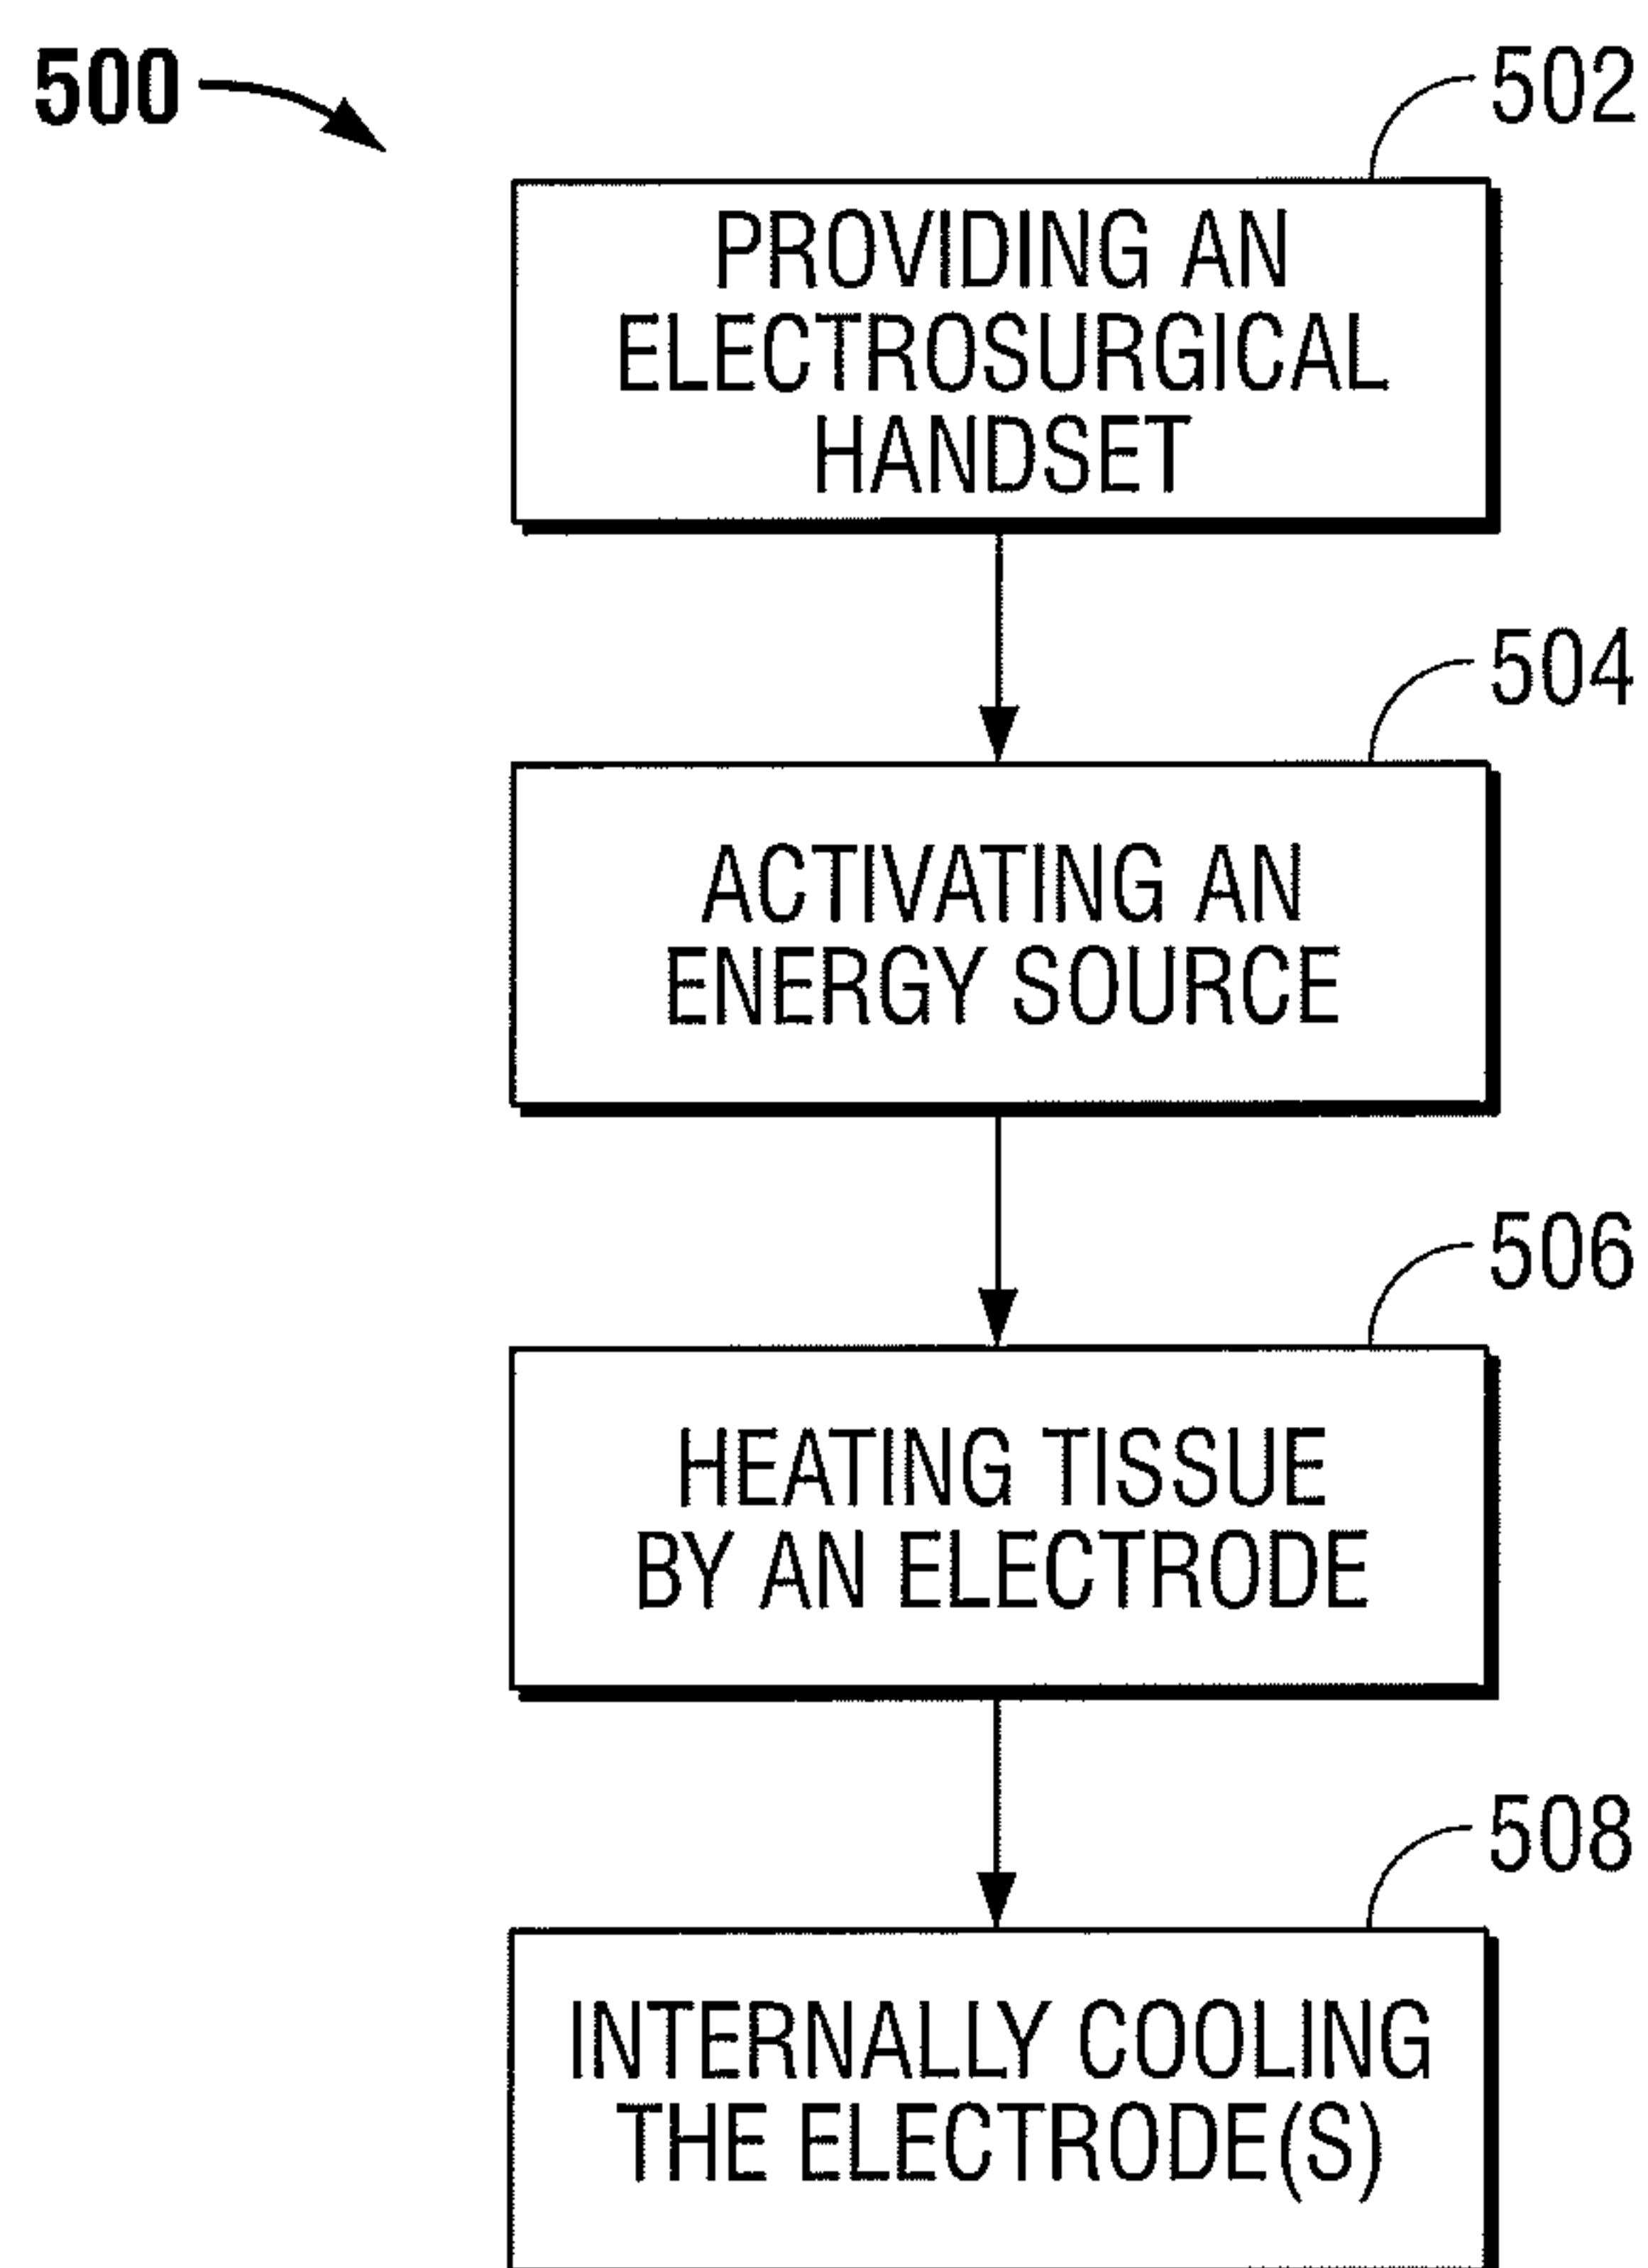 500
502
PROVIDING AN
ELECTROSURGICAL
HANDSET
504
ACTIVATING AN
ENERGY SOURCE
506
HEATING TISSUE
BY AN ELECTRODE
508
INTERNALLY COOLING
THE ELECTRODE(S)